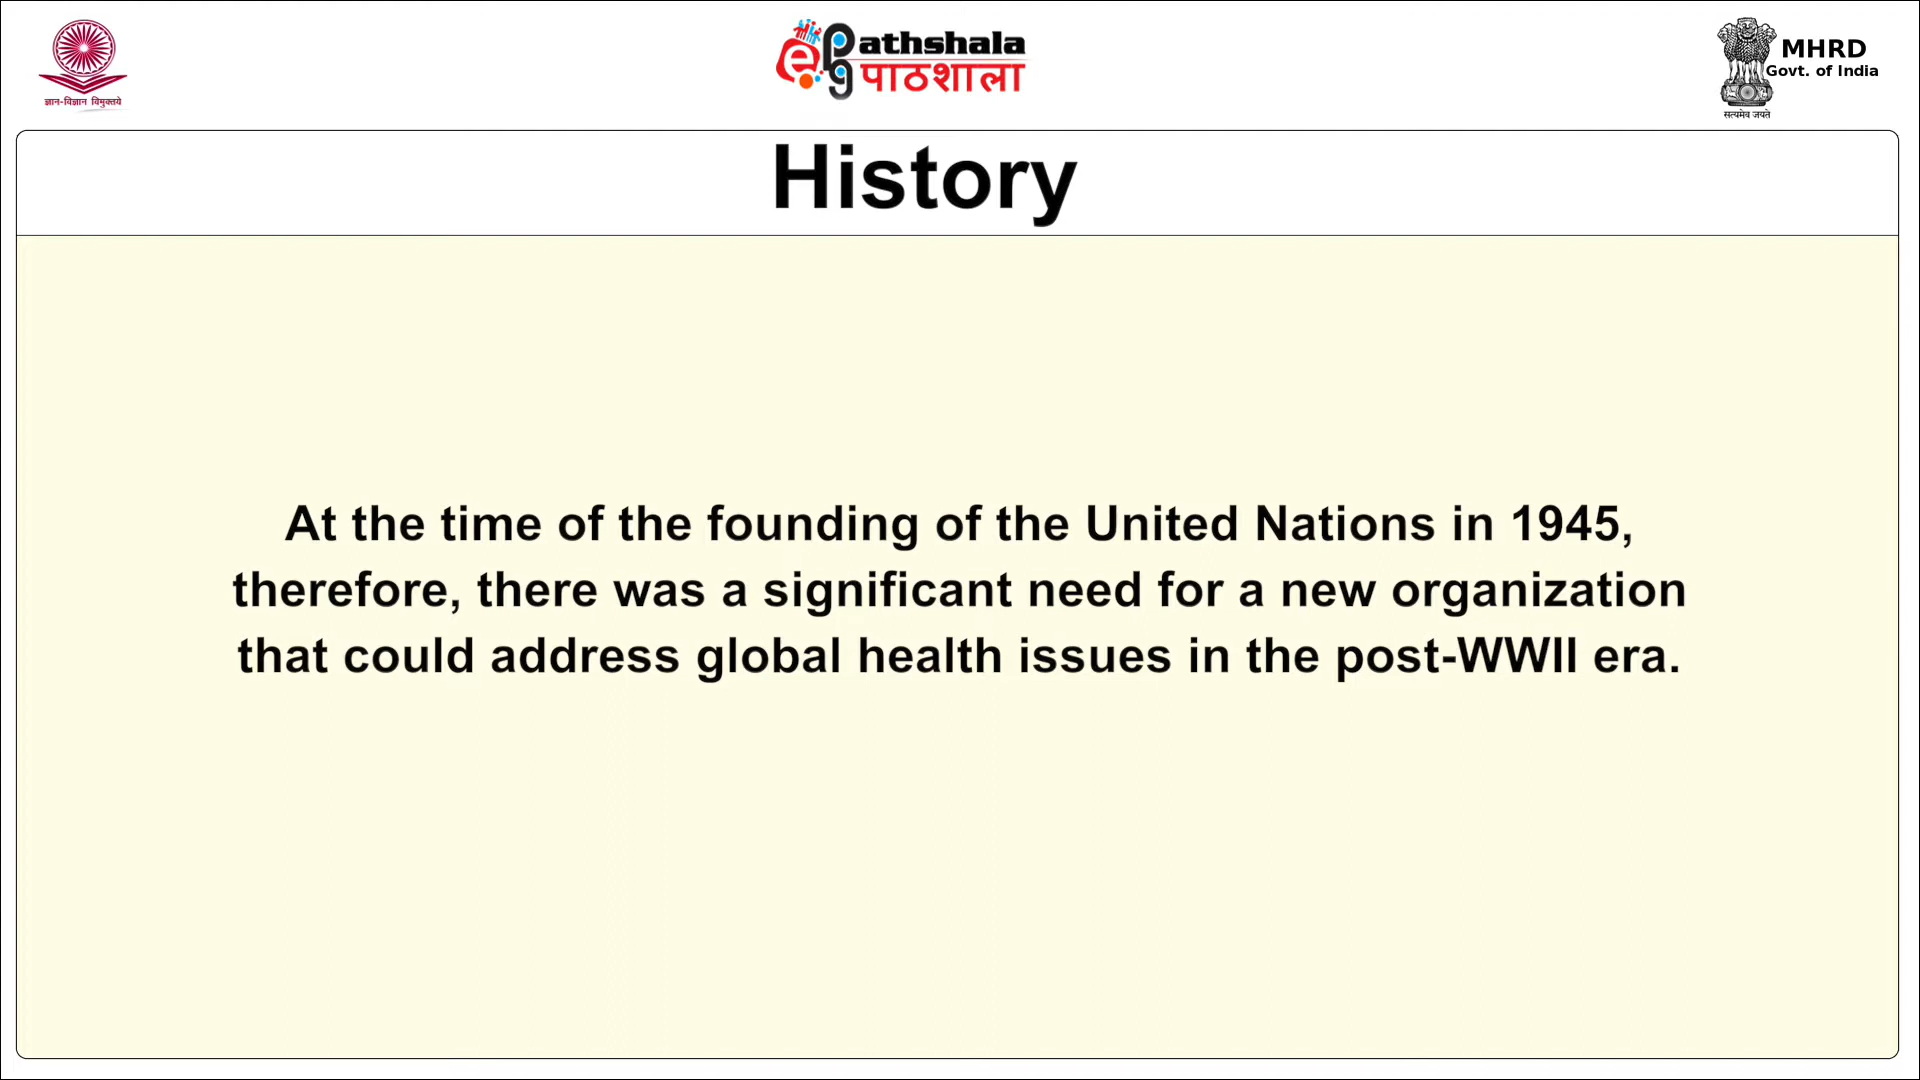 ज्ञान-विज्ञान विमुक्तये
ePathshala
पाठशाला
MHRD
Govt. of India
सत्यमेव जयते
History
At the time of the founding of the United Nations in 1945,
therefore, there was a significant need for a new organization
that could address global health issues in the post-WWII era.